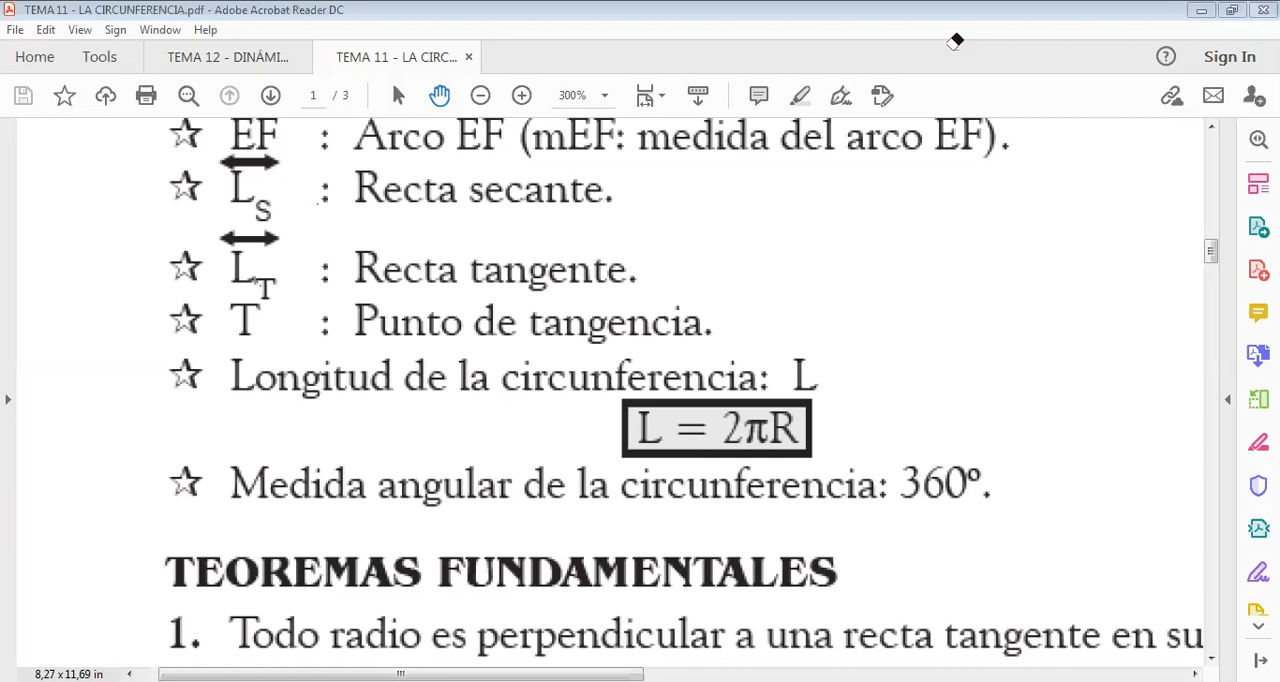 TEMA 11 - LA CIRCUNFERENCIA.pdf - Adobe Acrobat Reader DC
File Edit View Sign Window Help
Home Tools TEMA 12 - DINÁMI... TEMA 11 - LA CIRC... × Sign In
1 / 3 300%
☆ EF : Arco EF (mEF: medida del arco EF).
☆ L_S : Recta secante.
☆ L_T : Recta tangente.
☆ T : Punto de tangencia.
☆ Longitud de la circunferencia: L
L = 2πR
☆ Medida angular de la circunferencia: 360º.
TEOREMAS FUNDAMENTALES
1. Todo radio es perpendicular a una recta tangente en su
8,27 x 11,69 in